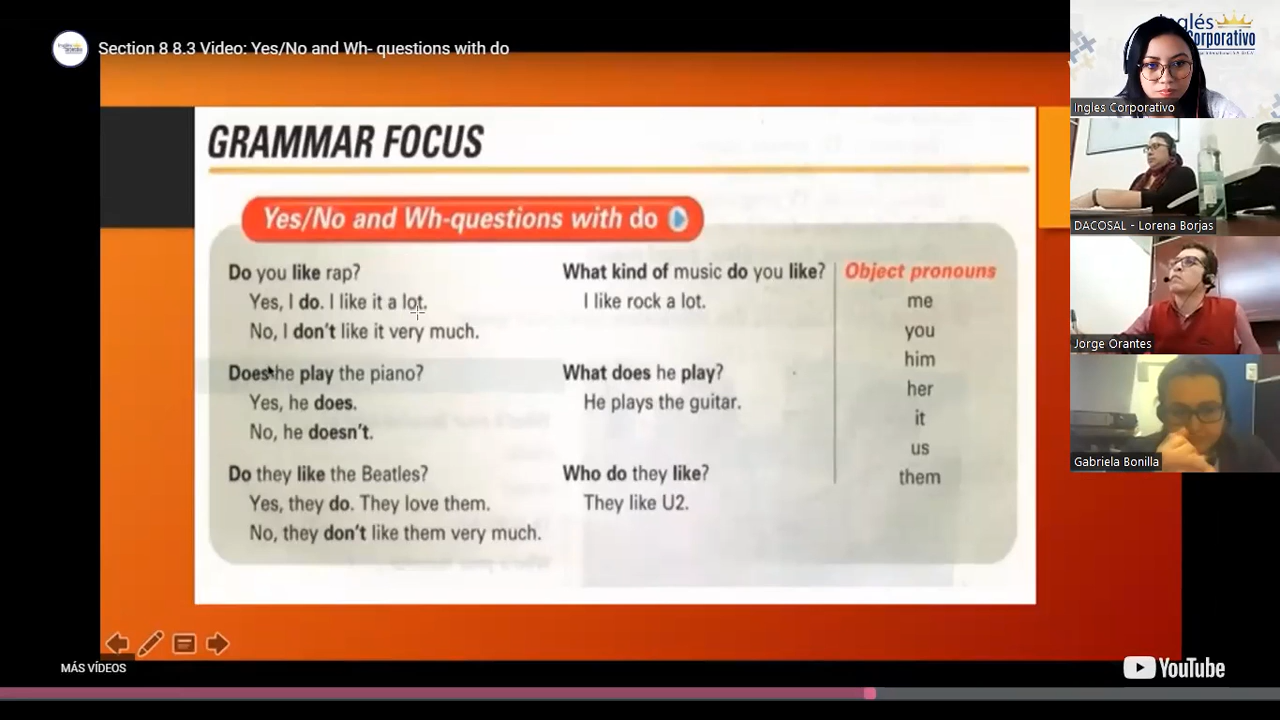 Section 8 8.3 Video: Yes/No and Wh- questions with do
GRAMMAR FOCUS
Yes/No and Wh-questions with do
Do you like rap?
Yes, I do. I like it a lot.
No, I don't like it very much.
Does he play the piano?
Yes, he does.
No, he doesn't.
Do they like the Beatles?
Yes, they do. They love them.
No, they don't like them very much.
What kind of music do you like?
I like rock a lot.
What does he play?
He plays the guitar.
Who do they like?
They like U2.
Object pronouns
me
you
him
her
it
us
them
MÁS VÍDEOS
YouTube
Inglés
Corporativo
Ingles Corporativo
DACOSAL - Lorena Borjas
Jorge Orantes
Gabriela Bonilla